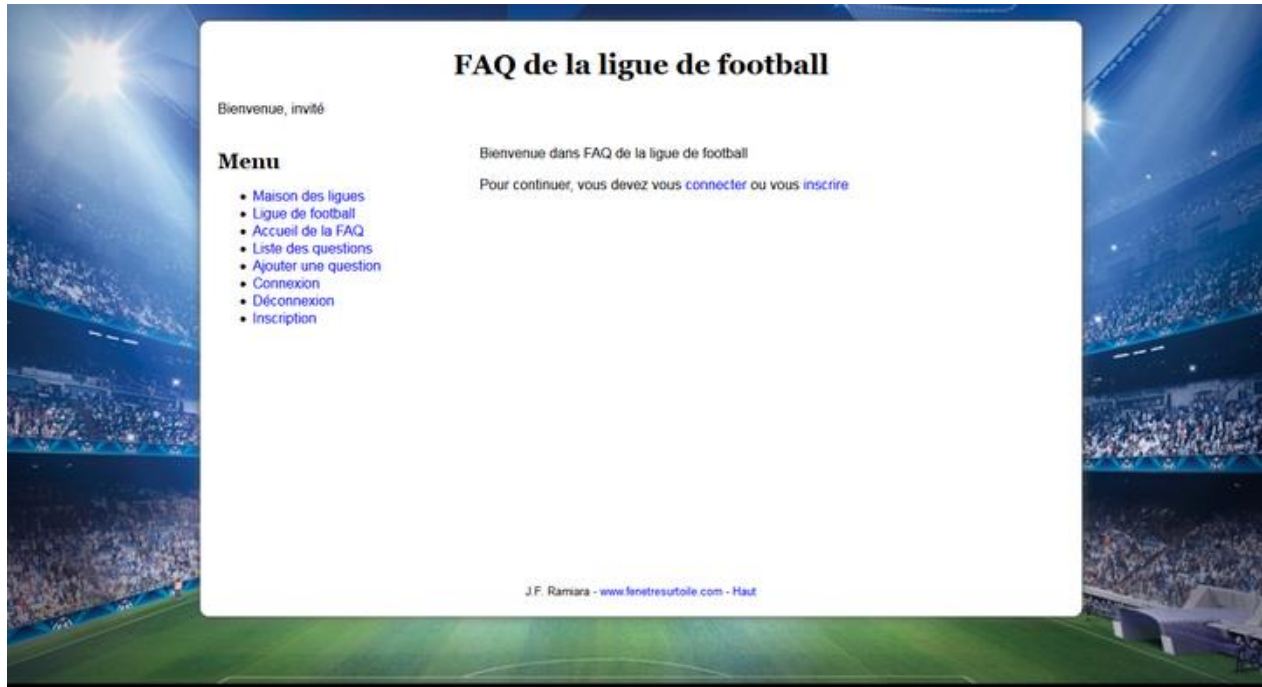 FAQ de la ligue de football
Bienvenue, invité
Menu
Maison des ligues
Ligue de football
Accueil de la FAQ
Liste des questions
Ajouter une question
Connexion
Déconnexion
Inscription
Bienvenue dans FAQ de la ligue de football
Pour continuer, vous devez vous connecter ou vous inscrire
J.F. Ramiara - www.fenetresurtoile.com - Haut